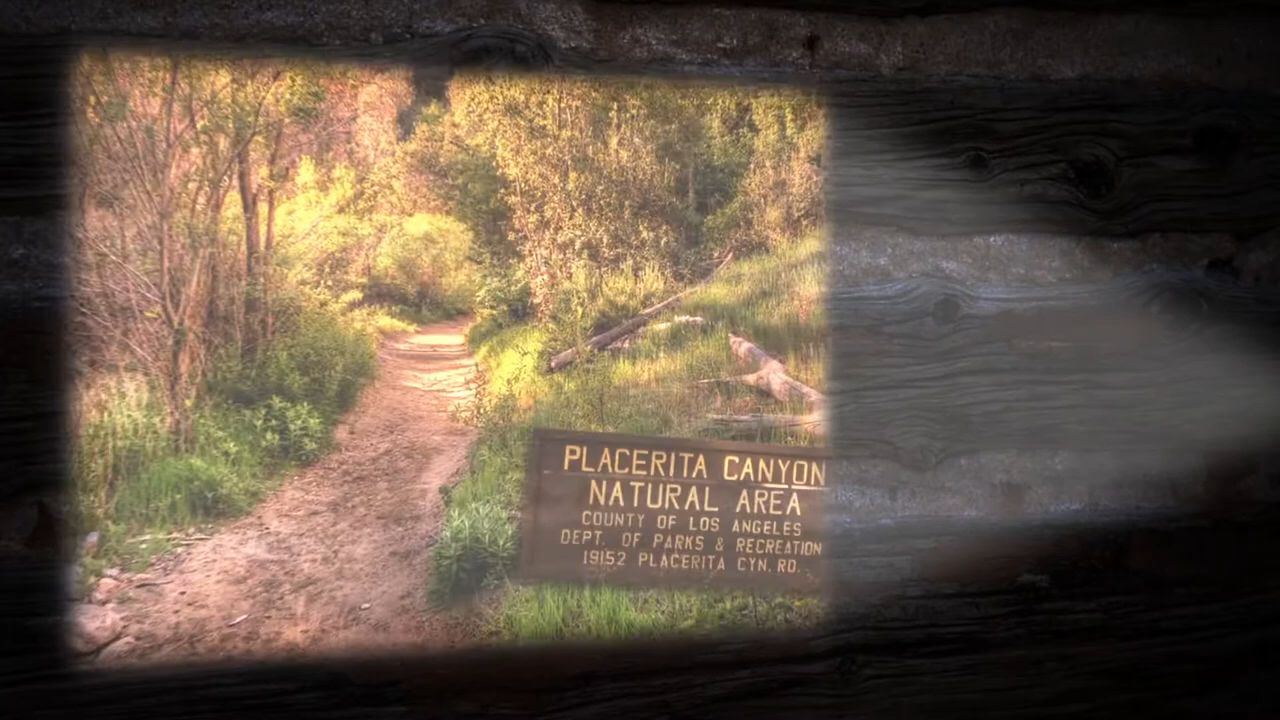 PLACERITA CANYON
NATURAL AREA
COUNTY OF LOS ANGELES
DEPT. OF PARKS & RECREATION
19152 PLACERITA CYN. RD.